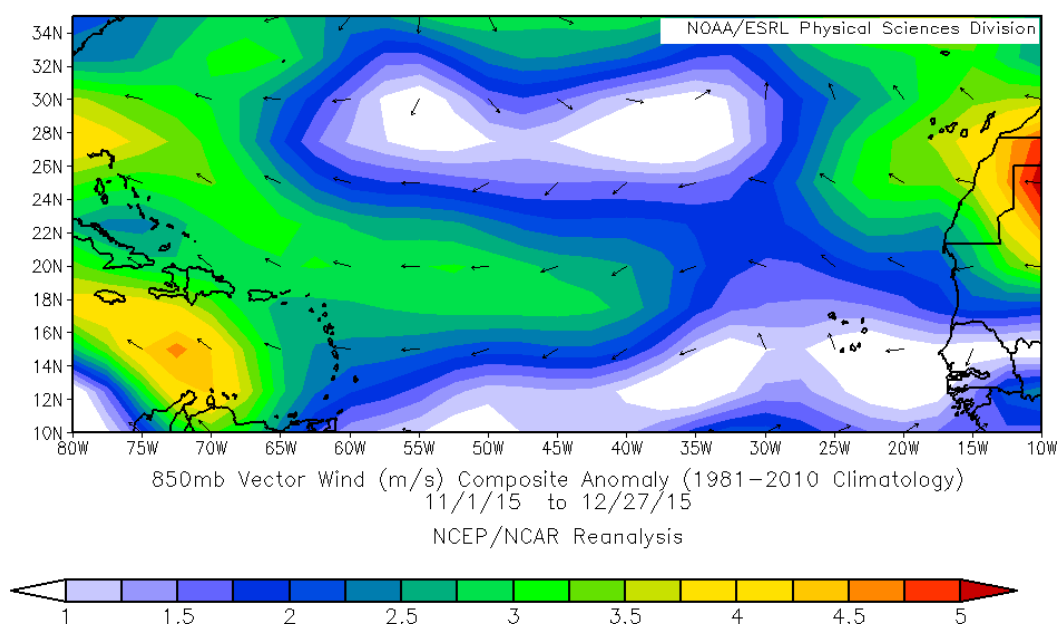 NOAA/ESRL Physical Sciences Division
34N
32N
30N
28N
26N
24N
22N
20N
18N
16N
14N
12N
10N
80W 75W 70W 65W 60W 55W 50W 45W 40W 35W 30W 25W 20W 15W 10W
850mb Vector Wind (m/s) Composite Anomaly (1981-2010 Climatology)
11/1/15 to 12/27/15
NCEP/NCAR Reanalysis
1 1.5 2 2.5 3 3.5 4 4.5 5